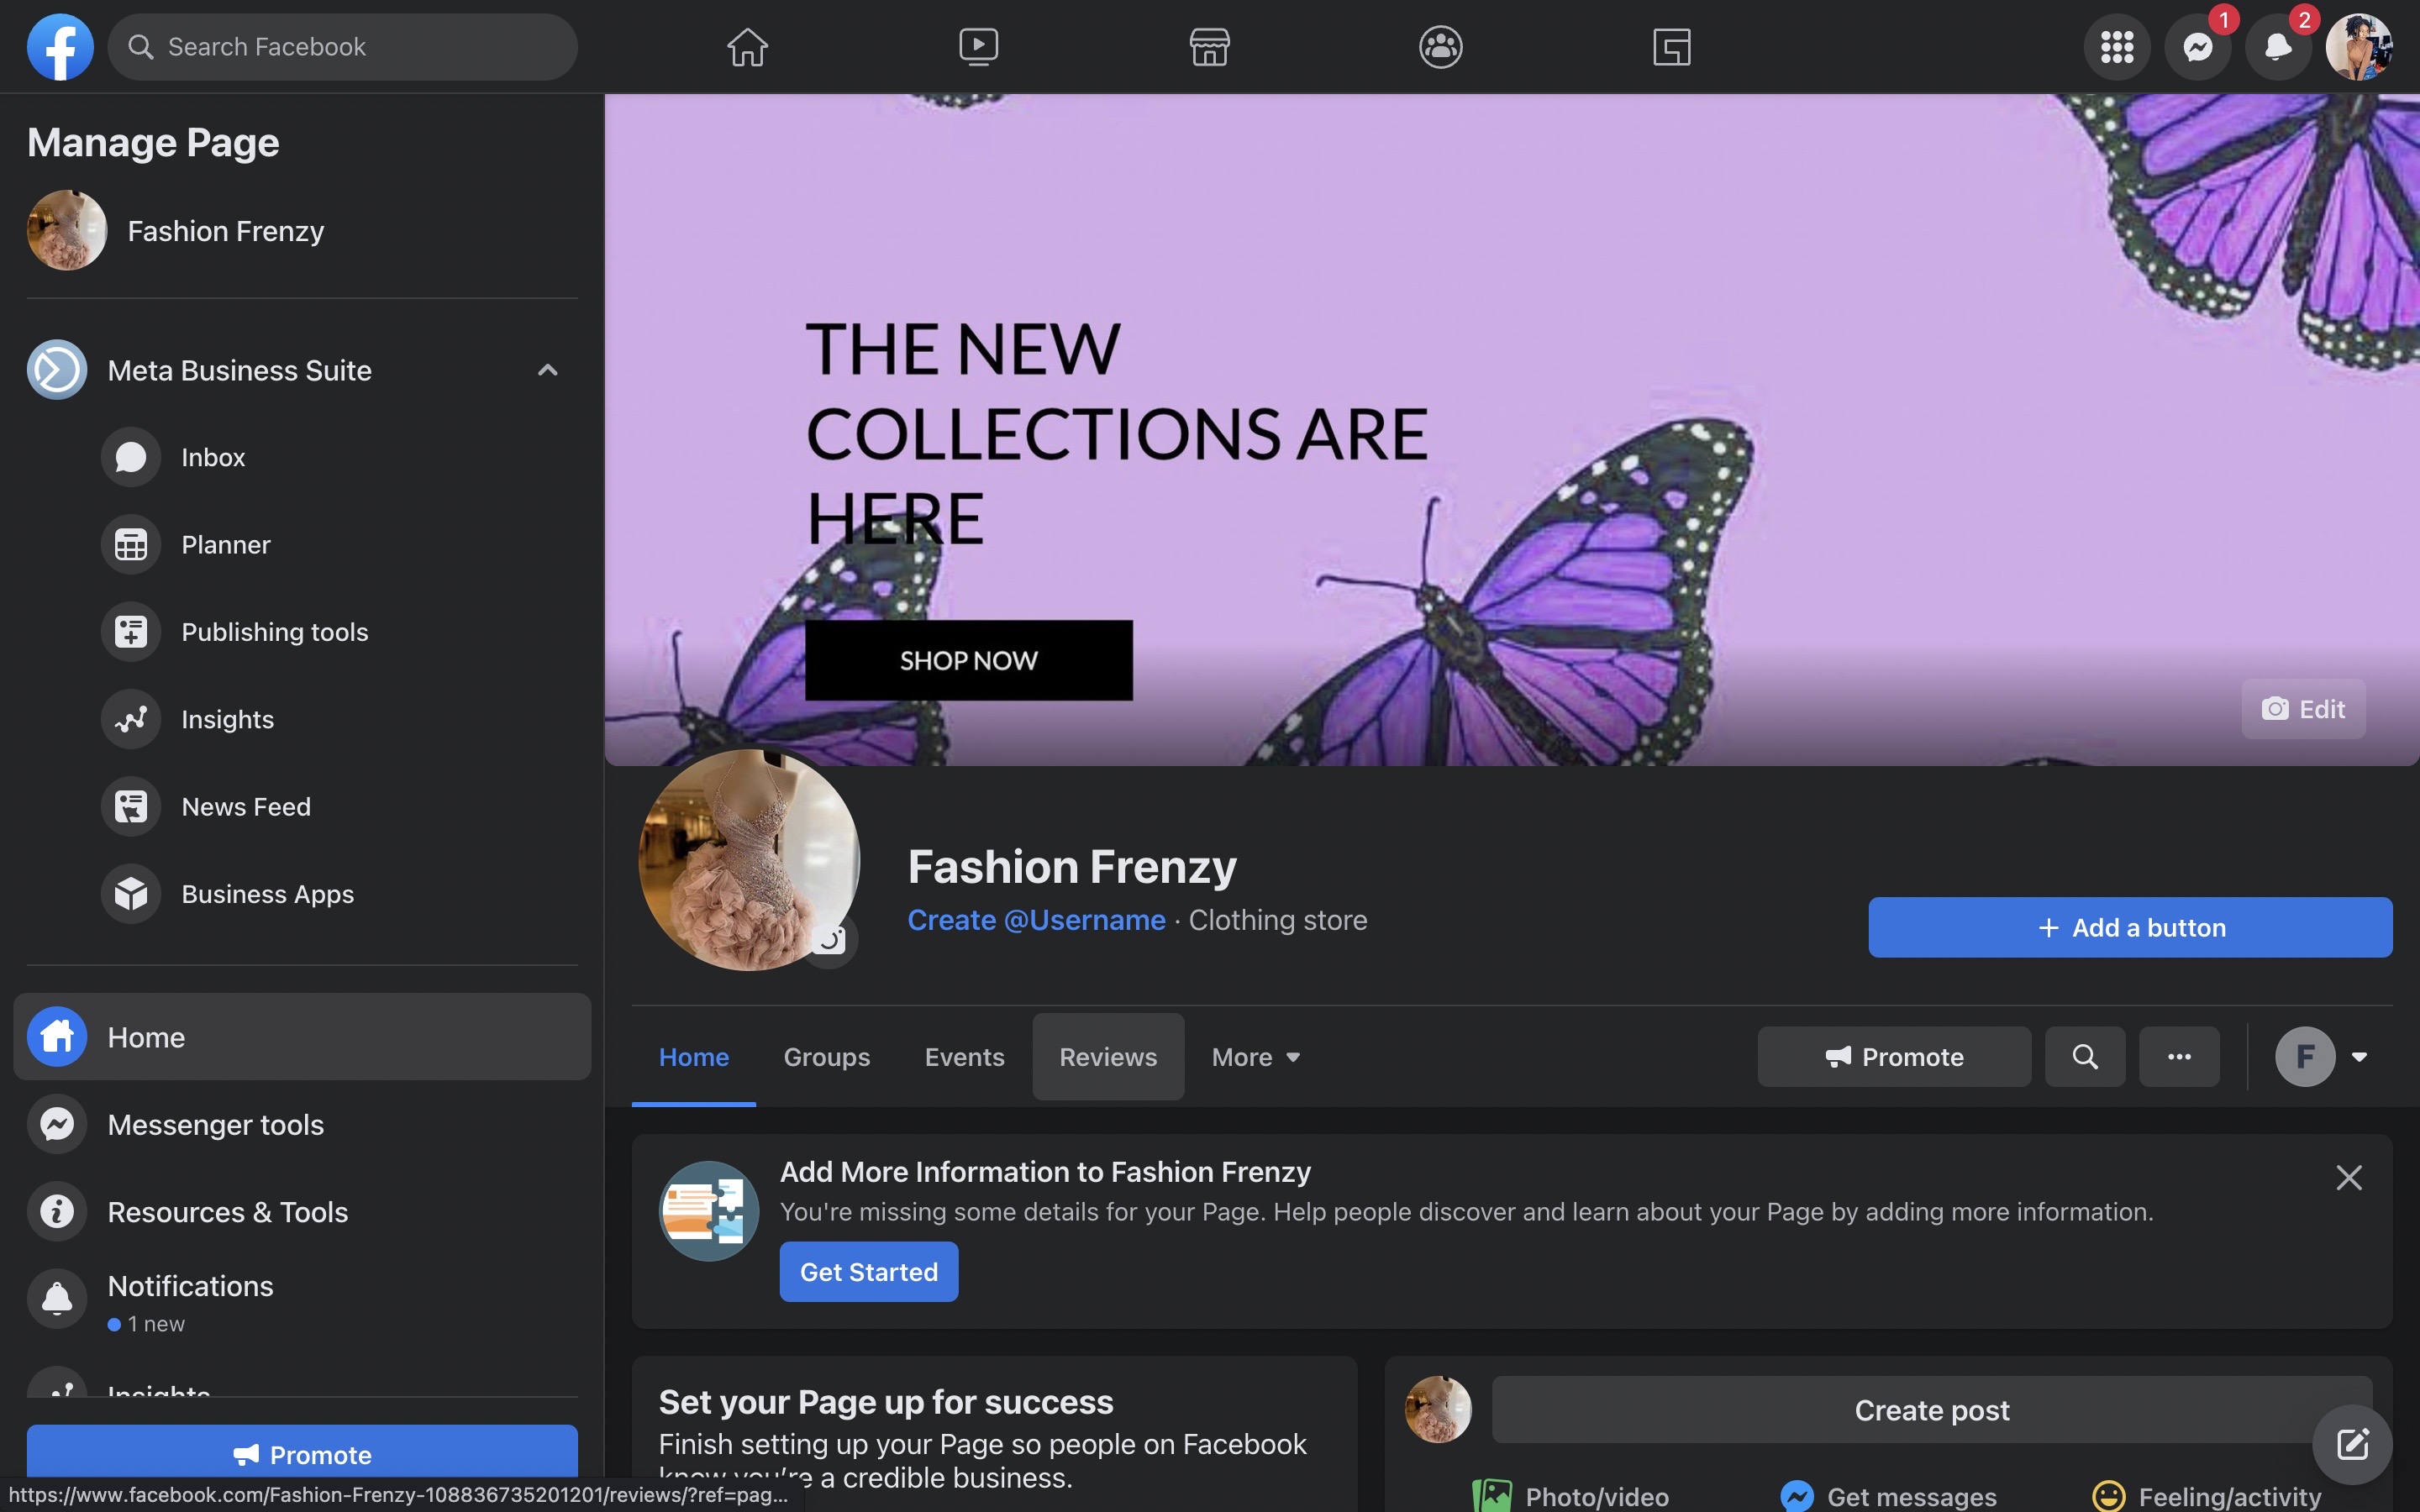 Search Facebook
1
2
Manage Page
Fashion Frenzy
Meta Business Suite
Inbox
Planner
Publishing tools
Insights
News Feed
Business Apps
Home
Messenger tools
Resources & Tools
Notifications
1 new
Insights
Promote
https://www.facebook.com/Fashion-Frenzy-108836735201201/reviews/?ref=pag...
THE NEW
COLLECTIONS ARE
HERE
SHOP NOW
Edit
Fashion Frenzy
Create @Username · Clothing store
+ Add a button
Home
Groups
Events
Reviews
More
Promote
F
Add More Information to Fashion Frenzy
You're missing some details for your Page. Help people discover and learn about your Page by adding more information.
Get Started
Set your Page up for success
Finish setting up your Page so people on Facebook
know you're a credible business.
Create post
Photo/video
Get messages
Feeling/activity